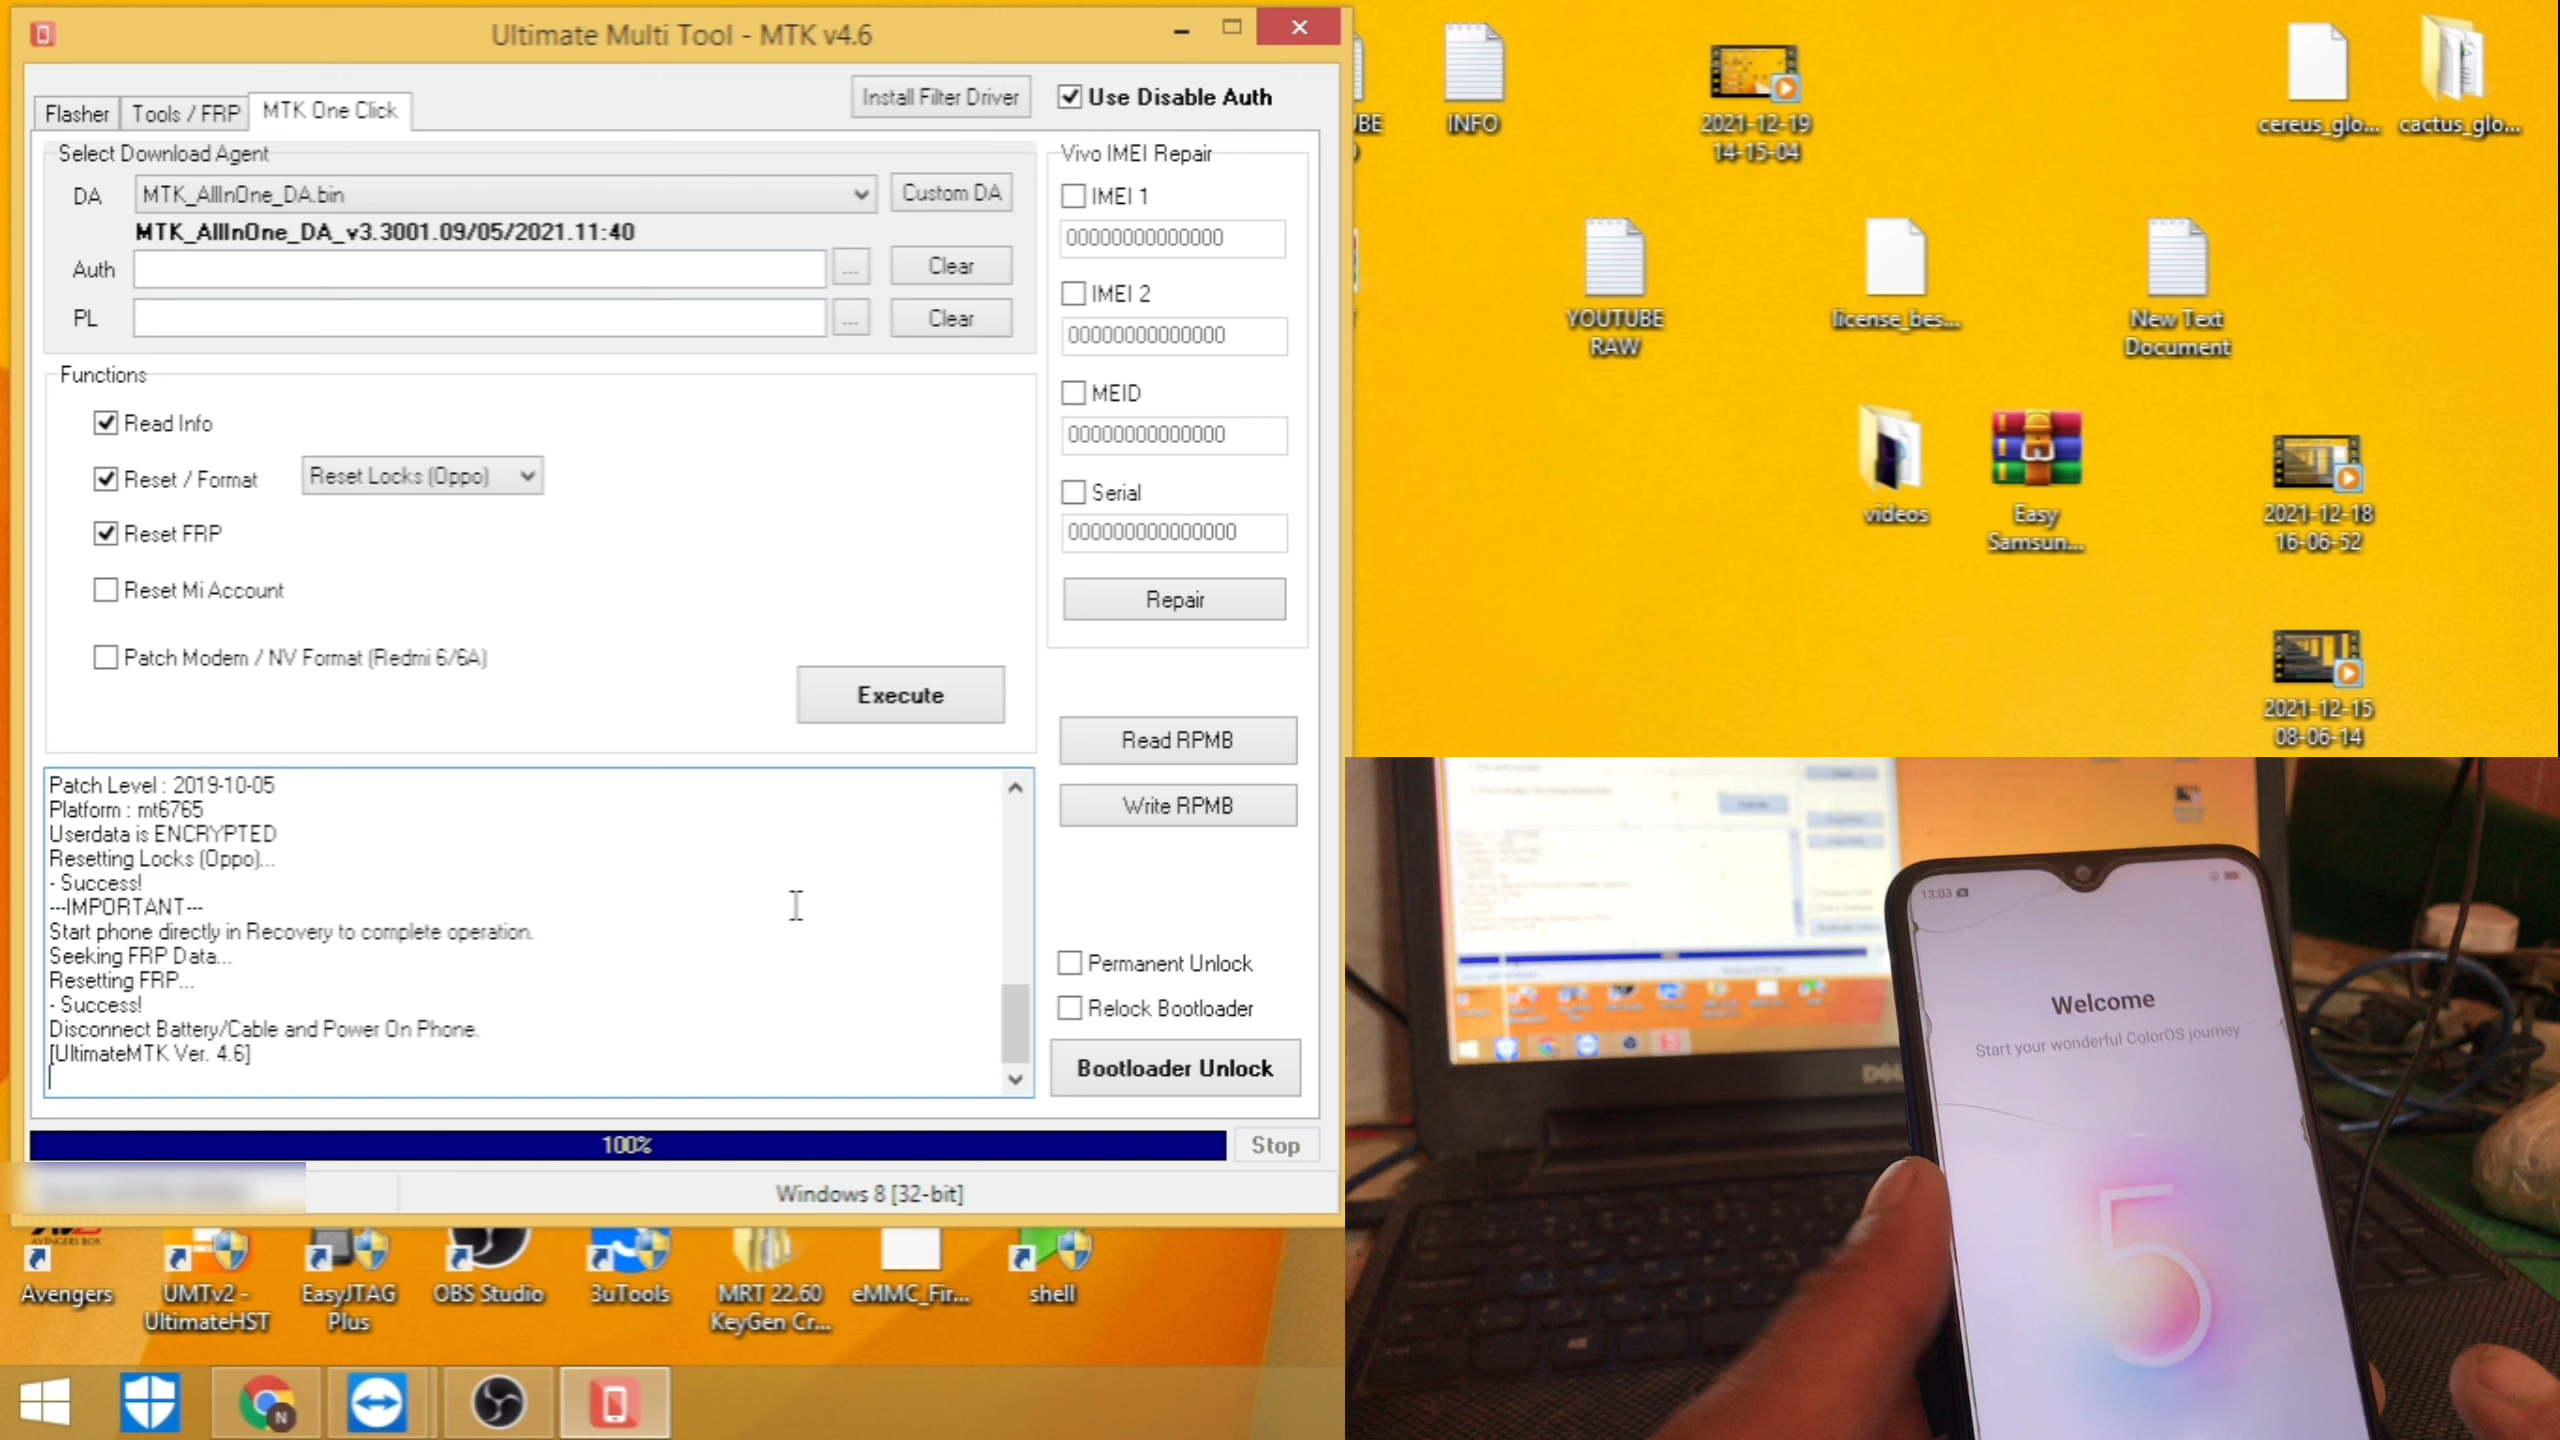 Ultimate Multi Tool - MTK v4.6
Flasher
Tools / FRP
MTK One Click
Install Filter Driver
Use Disable Auth
Select Download Agent
DA
MTK_AllInOne_DA.bin
Custom DA
MTK_AllInOne_DA_v3.3001.09/05/2021.11:40
Auth
...
Clear
PL
...
Clear
Functions
Read Info
Reset / Format
Reset Locks (Oppo)
Reset FRP
Reset Mi Account
Patch Modem / NV Format (Redmi 6/6A)
Execute
Vivo IMEI Repair
IMEI 1
00000000000000
IMEI 2
00000000000000
MEID
00000000000000
Serial
000000000000000
Repair
Read RPMB
Write RPMB
Permanent Unlock
Relock Bootloader
Bootloader Unlock
Patch Level : 2019-10-05
Platform : mt6765
Userdata is ENCRYPTED
Resetting Locks (Oppo)...
- Success!
---IMPORTANT---
Start phone directly in Recovery to complete operation.
Seeking FRP Data...
Resetting FRP...
- Success!
Disconnect Battery/Cable and Power On Phone.
[UltimateMTK Ver. 4.6]
100%
Stop
Windows 8 [32-bit]
INFO
2021-12-19
14-15-04
cereus_glo...
cactus_glo...
YOUTUBE
RAW
license_bes...
New Text
Document
videos
Easy
Samsun...
2021-12-18
16-06-52
2021-12-15
08-06-14
AVENGERS BOX
Avengers
UMTv2 -
UltimateHST
EasyJTAG
Plus
OBS Studio
3uTools
MRT 22.60
KeyGen Cr...
eMMC_Fir...
shell
N
13:03
Welcome
Start your wonderful ColorOS journey
5